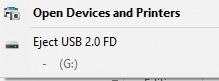 Open Devices and Printers
Eject USB 2.0 FD
- (G:)